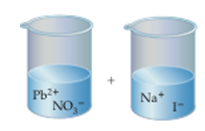 Pb²⁺
NO₃⁻
+
Na⁺
I⁻